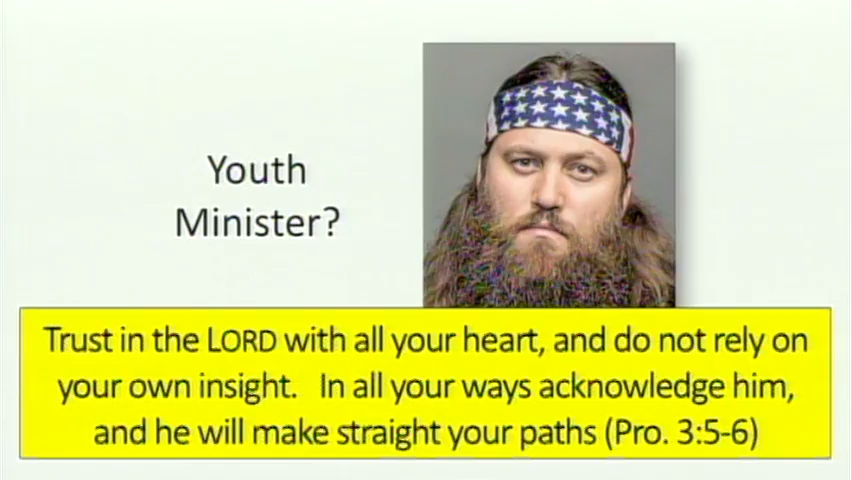 Youth
Minister?
Trust in the LORD with all your heart, and do not rely on
your own insight.   In all your ways acknowledge him,
and he will make straight your paths (Pro. 3:5-6)